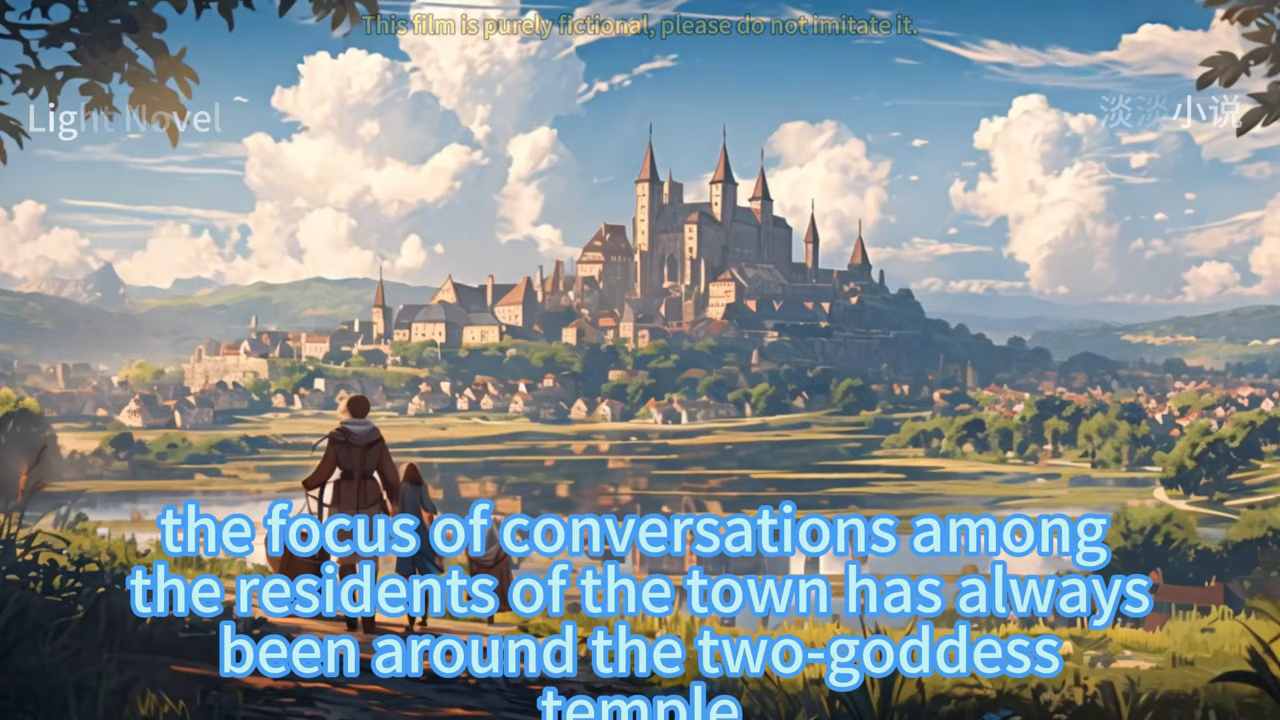 This film is purely fictional, please do not imitate it.
Light Novel
淡淡小说
the focus of conversations among
the residents of the town has always
been around the two-goddess
temple